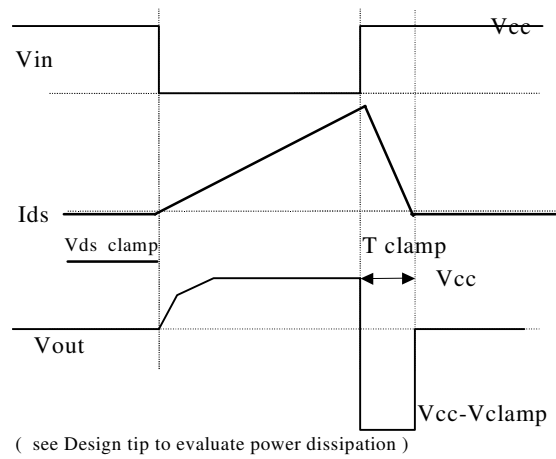 Vcc
Vin
Ids
Vds clamp
T clamp
Vcc
Vout
Vcc-Vclamp
( see Design tip to evaluate power dissipation )